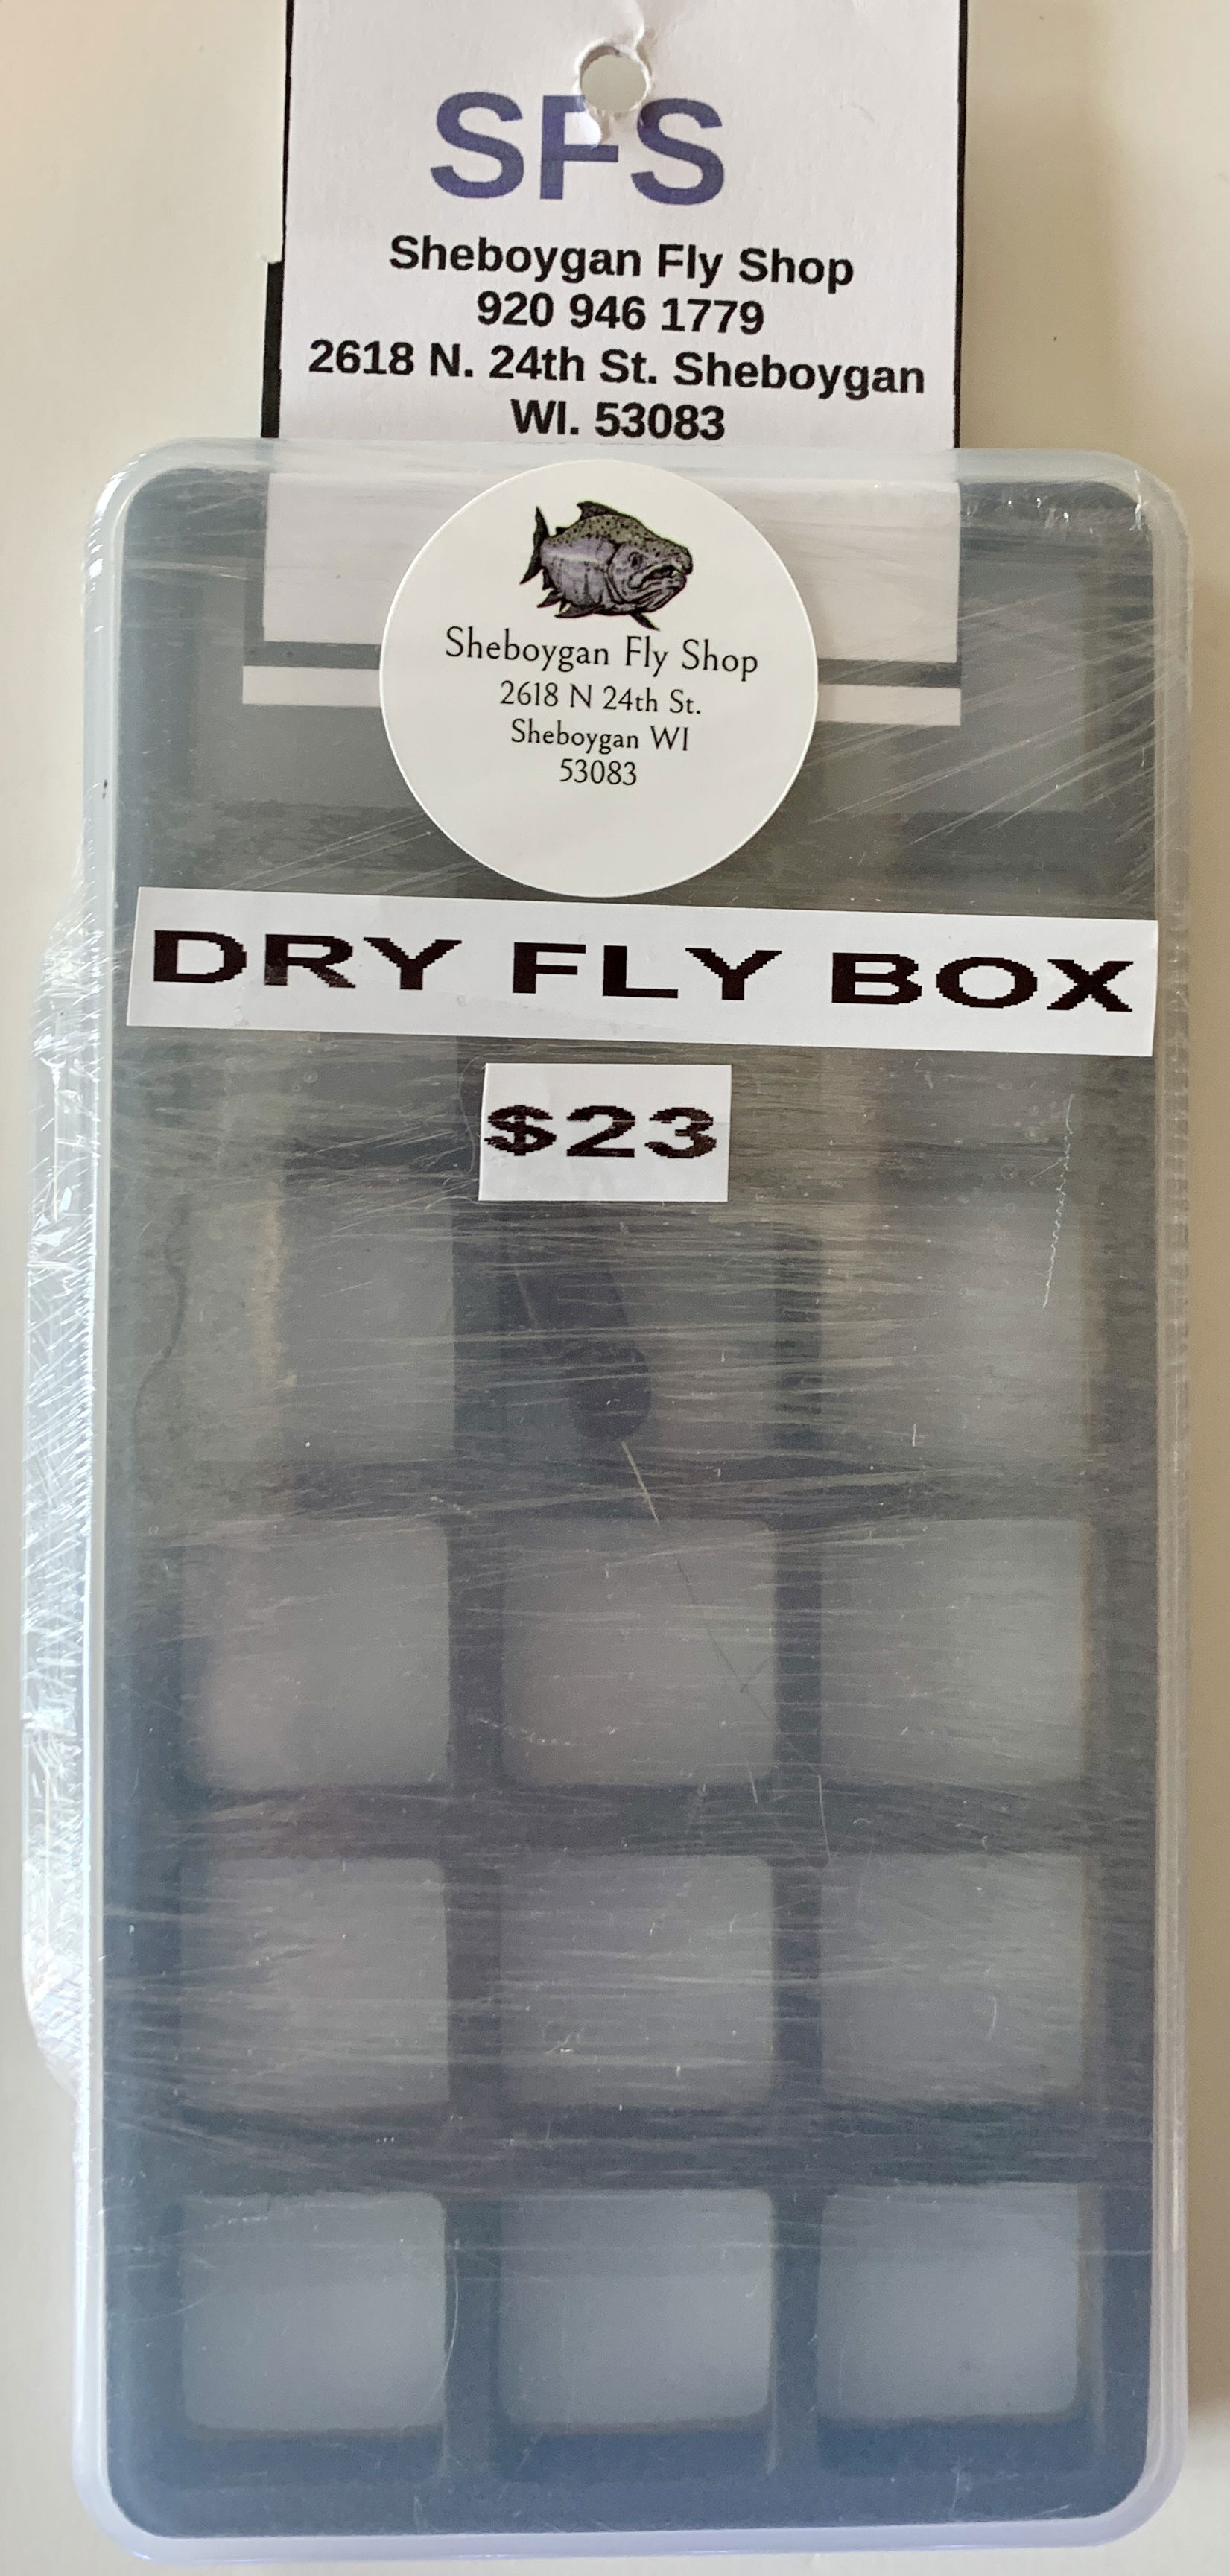 SFS
Sheboygan Fly Shop
920 946 1779
2618 N. 24th St. Sheboygan
WI. 53083
Sheboygan Fly Shop
2618 N 24th St.
Sheboygan WI
53083
DRY FLY BOX
$23